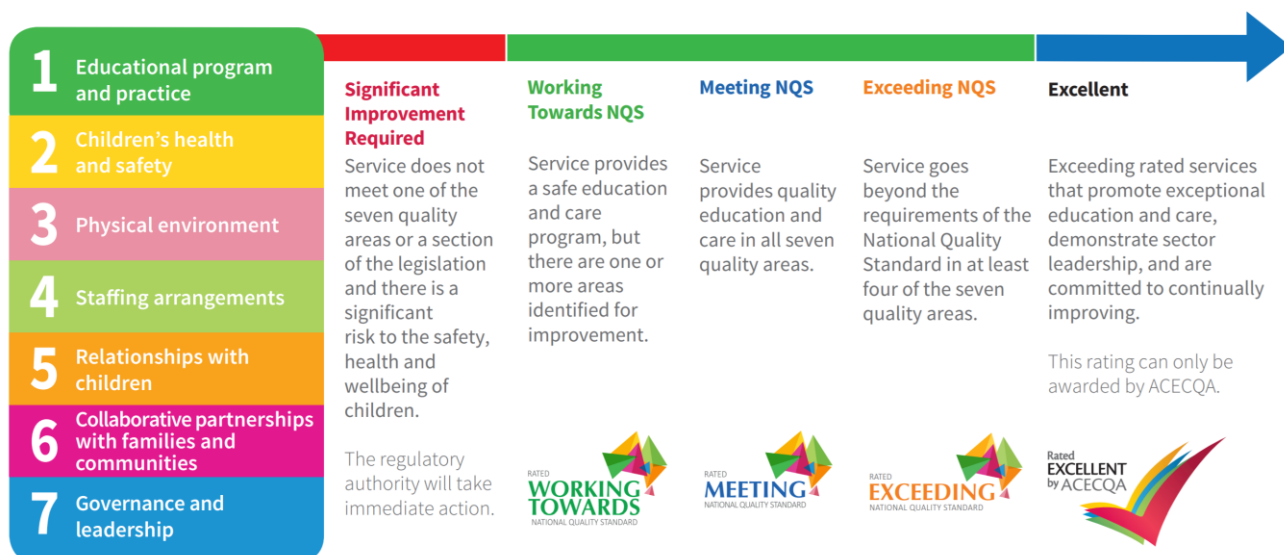 1
Educational program
and practice
2
Children's health
and safety
3
Physical environment
4
Staffing arrangements
5
Relationships with
children
6
Collaborative partnerships
with families and
communities
7
Governance and
leadership
Significant
Improvement
Required
Service does not
meet one of the
seven quality
areas or a section
of the legislation
and there is a
significant
risk to the safety,
health and
wellbeing of
children.
The regulatory
authority will take
immediate action.
Working
Towards NQS
Service provides
a safe education
and care
program, but
there are one or
more areas
identified for
improvement.
RATED
WORKING
TOWARDS
NATIONAL QUALITY STANDARD
Meeting NQS
Service
provides quality
education and
care in all seven
quality areas.
RATED
MEETING
NATIONAL QUALITY STANDARD
Exceeding NQS
Service goes
beyond the
requirements of the
National Quality
Standard in at least
four of the seven
quality areas.
RATED
EXCEEDING
NATIONAL QUALITY STANDARD
Excellent
Exceeding rated services
that promote exceptional
education and care,
demonstrate sector
leadership, and are
committed to continually
improving.
This rating can only be
awarded by ACECQA.
Rated
EXCELLENT
by ACECQA